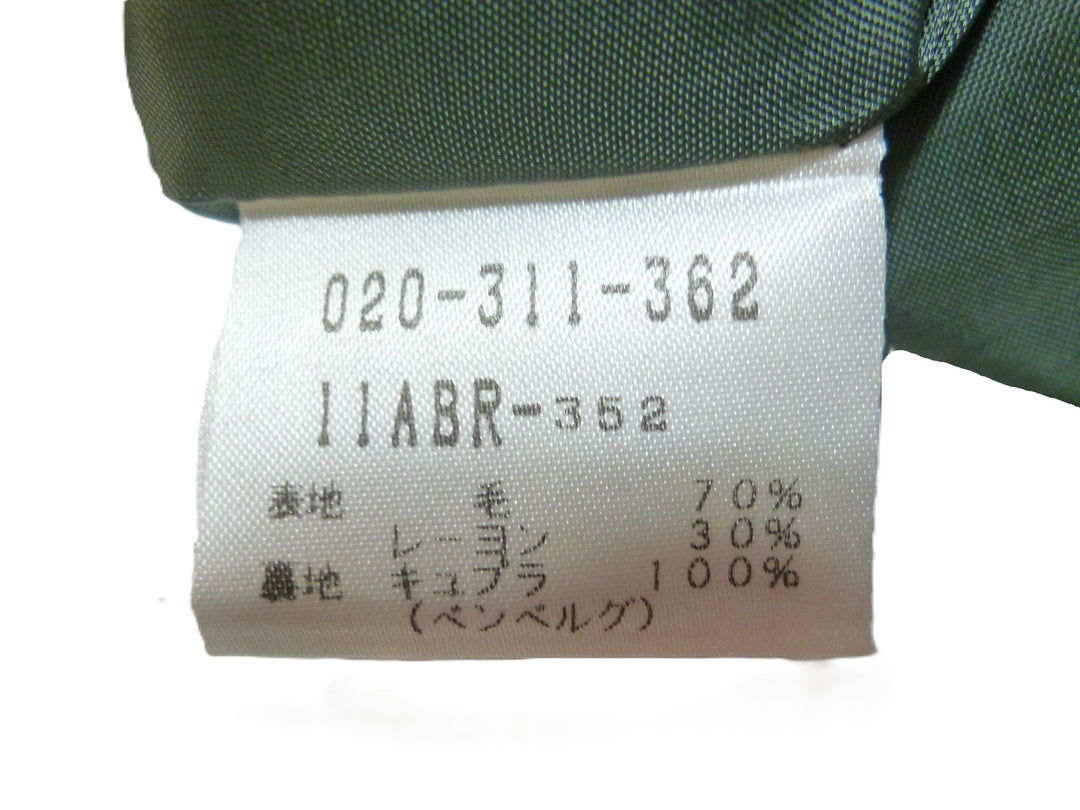 020-311-362
11ABR-352
表地 毛 70%
レーヨン 30%
裏地 キュプラ 100%
(ベンベルグ)